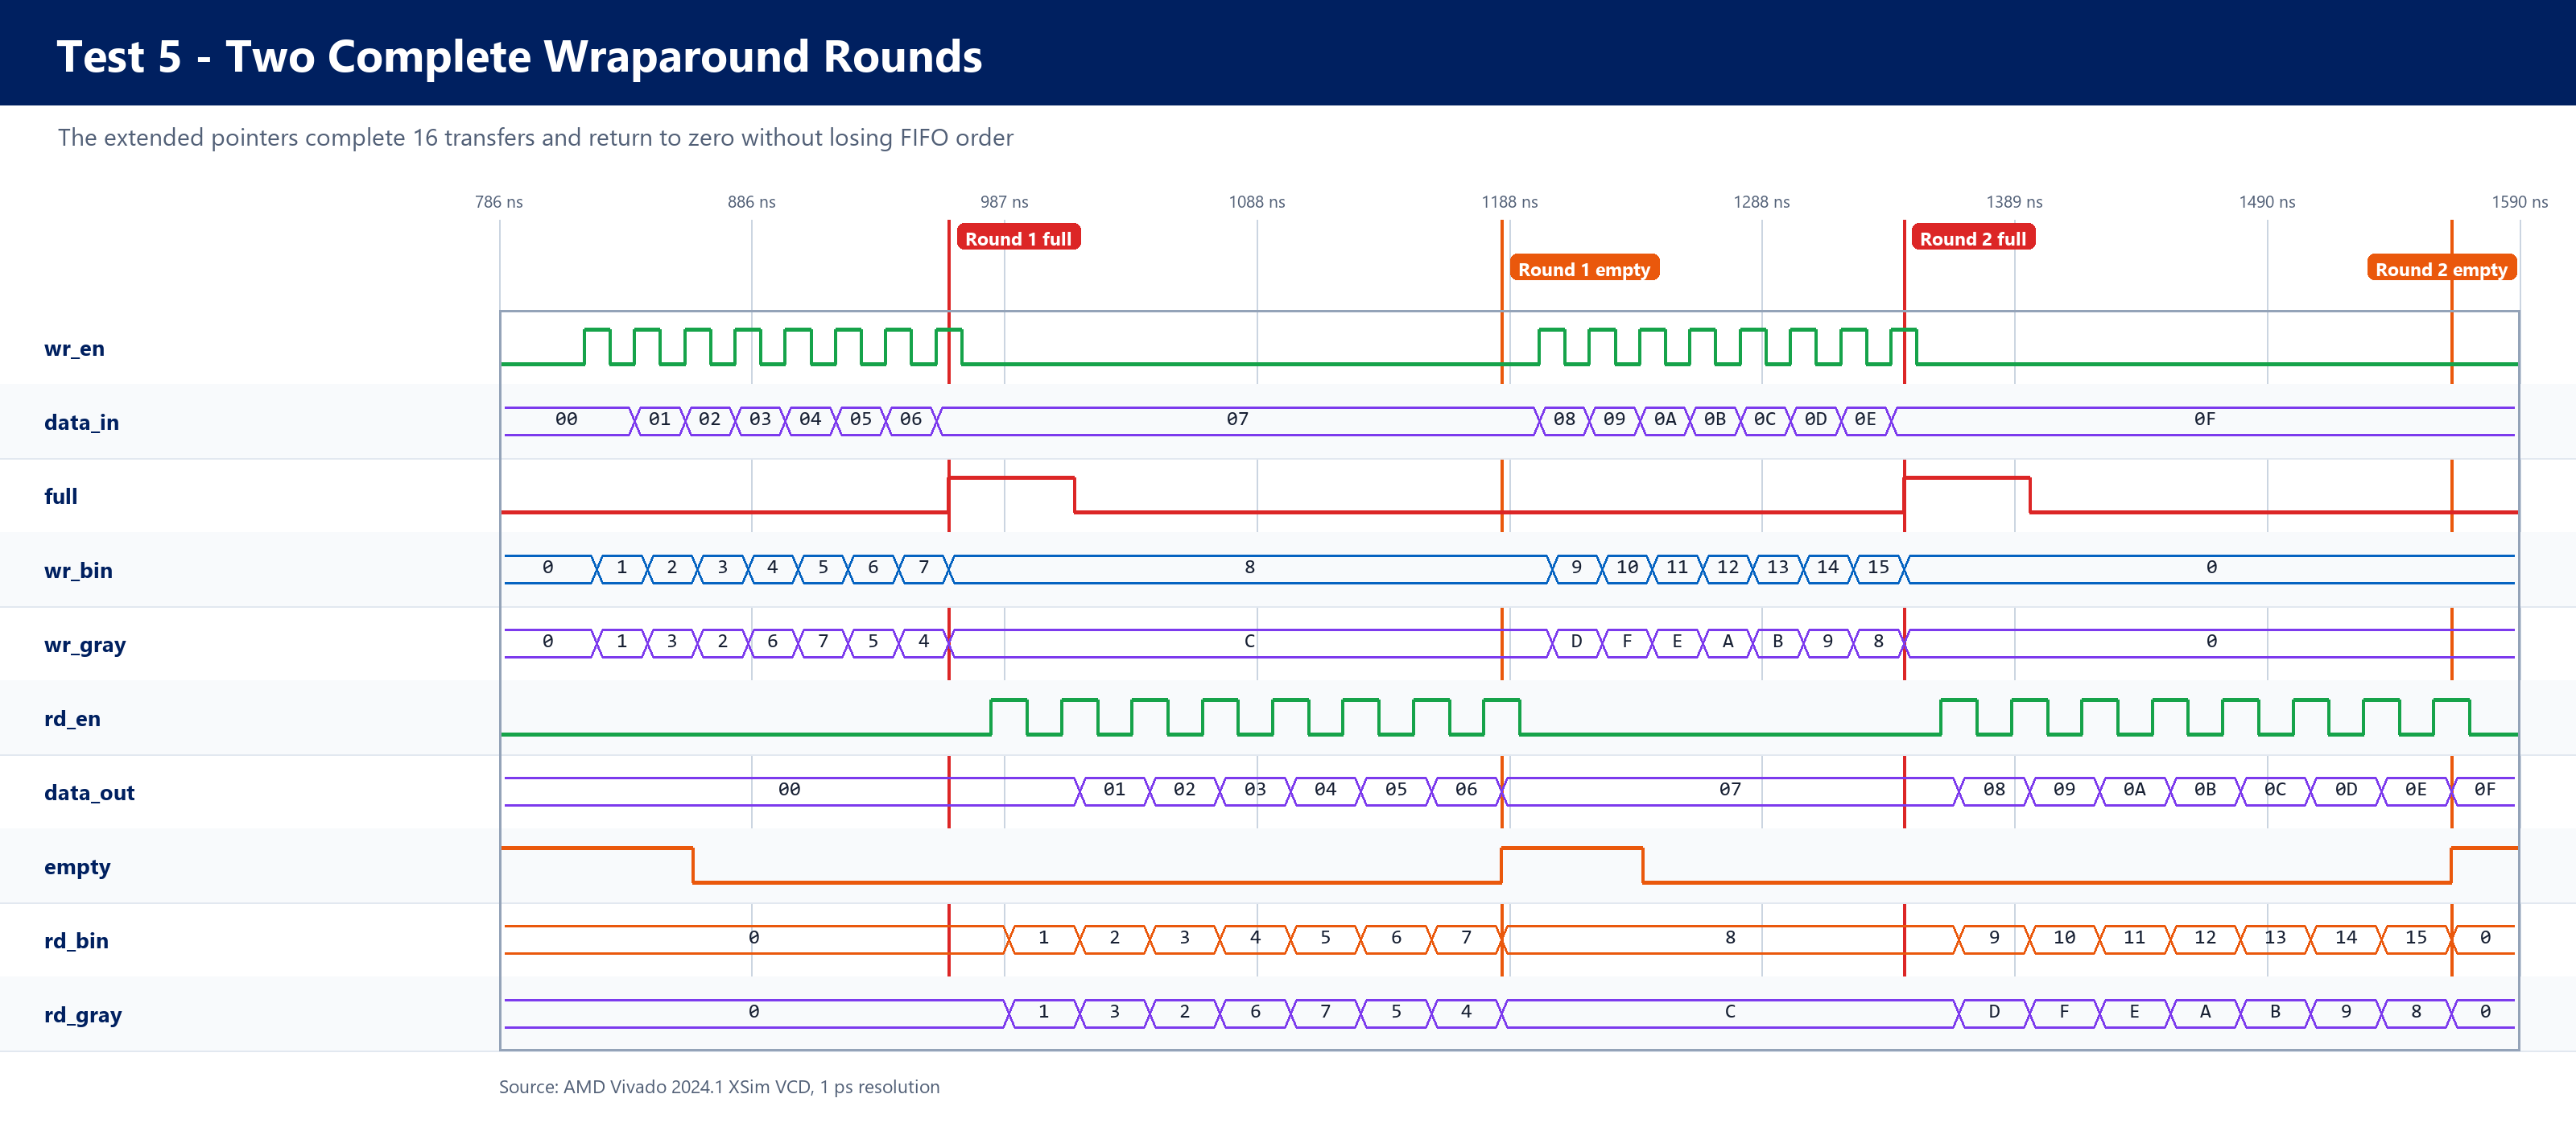 Test 5 - Two Complete Wraparound Rounds
The extended pointers complete 16 transfers and return to zero without losing FIFO order
786 ns 886 ns 987 ns 1088 ns 1188 ns 1288 ns 1389 ns 1490 ns 1590 ns
Round 1 full Round 2 full
Round 1 empty Round 2 empty
wr_en
data_in 00 01 02 03 04 05 06 07 08 09 0A 0B 0C 0D 0E 0F
full
wr_bin 0 1 2 3 4 5 6 7 8 9 10 11 12 13 14 15 0
wr_gray 0 1 3 2 6 7 5 4 C D F E A B 9 8 0
rd_en
data_out 00 01 02 03 04 05 06 07 08 09 0A 0B 0C 0D 0E 0F
empty
rd_bin 0 1 2 3 4 5 6 7 8 9 10 11 12 13 14 15 0
rd_gray 0 1 3 2 6 7 5 4 C D F E A B 9 8 0
Source: AMD Vivado 2024.1 XSim VCD, 1 ps resolution